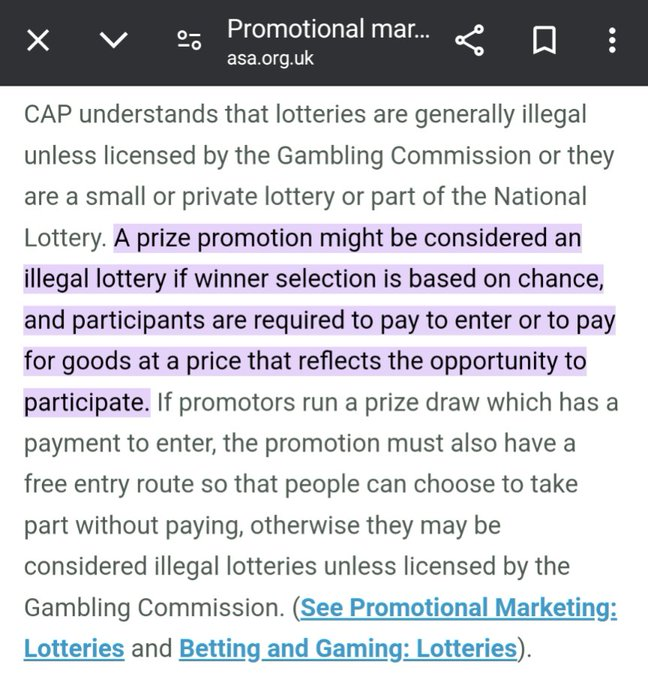 Promotional mar...
asa.org.uk
CAP understands that lotteries are generally illegal
unless licensed by the Gambling Commission or they
are a small or private lottery or part of the National
Lottery. A prize promotion might be considered an
illegal lottery if winner selection is based on chance,
and participants are required to pay to enter or to pay
for goods at a price that reflects the opportunity to
participate. If promotors run a prize draw which has a
payment to enter, the promotion must also have a
free entry route so that people can choose to take
part without paying, otherwise they may be
considered illegal lotteries unless licensed by the
Gambling Commission. (See Promotional Marketing:
Lotteries and Betting and Gaming: Lotteries).